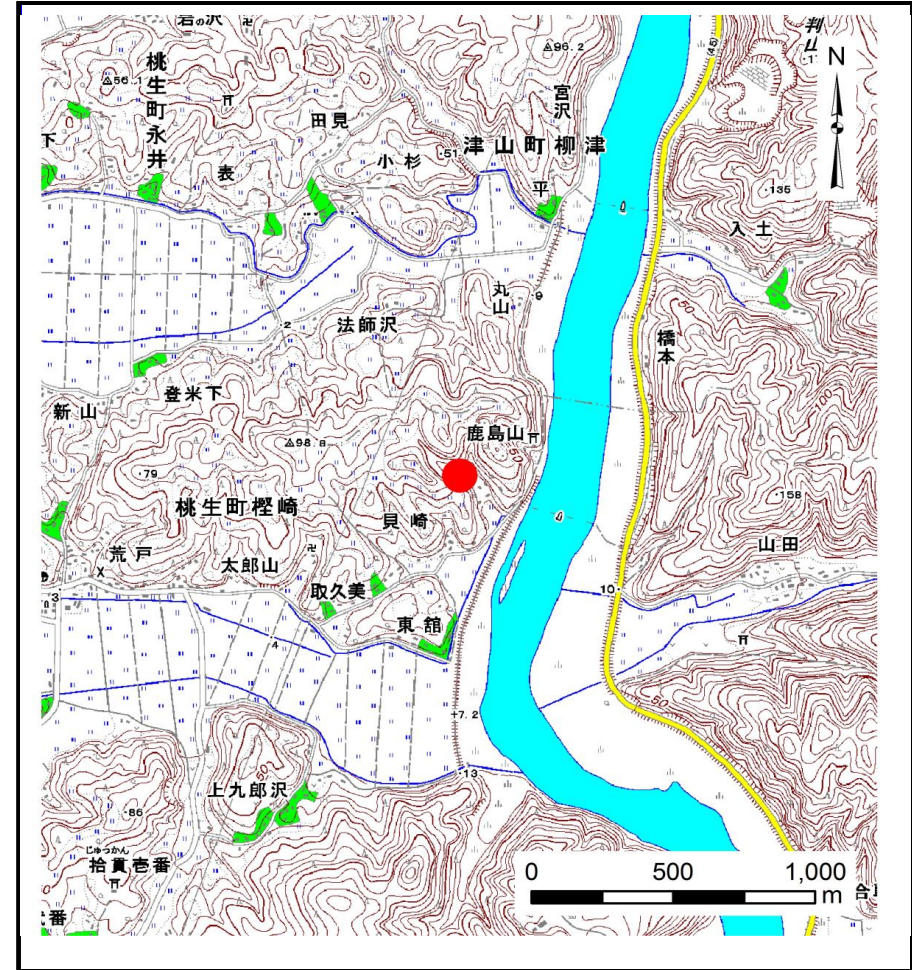 岩の沢
96.2
(45)
判山
N
56.1
桃生町永井
宮沢
田見
津山町柳津
下
小杉
51
表
平
135
入土
丸山
9
2
法師沢
橋本
登米下
新山
鹿島山
50
98.8
79
158
桃生町樫崎
貝崎
山田
荒戸
太郎山
取久美
3
10
東舘
4
50
+7.2
13
50
上九郎沢
86
じゅっかん
拾貫壱番
0 500 1,000
m
番